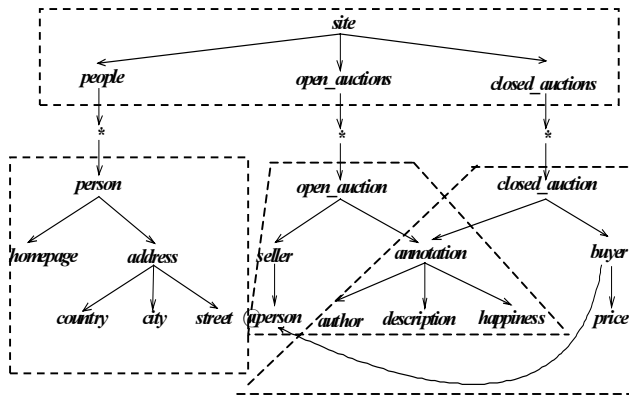 site
people open_auctions closed_auctions
* * *
person open_auction closed_auction
homepage address seller annotation buyer
country city street aperson author description happiness price